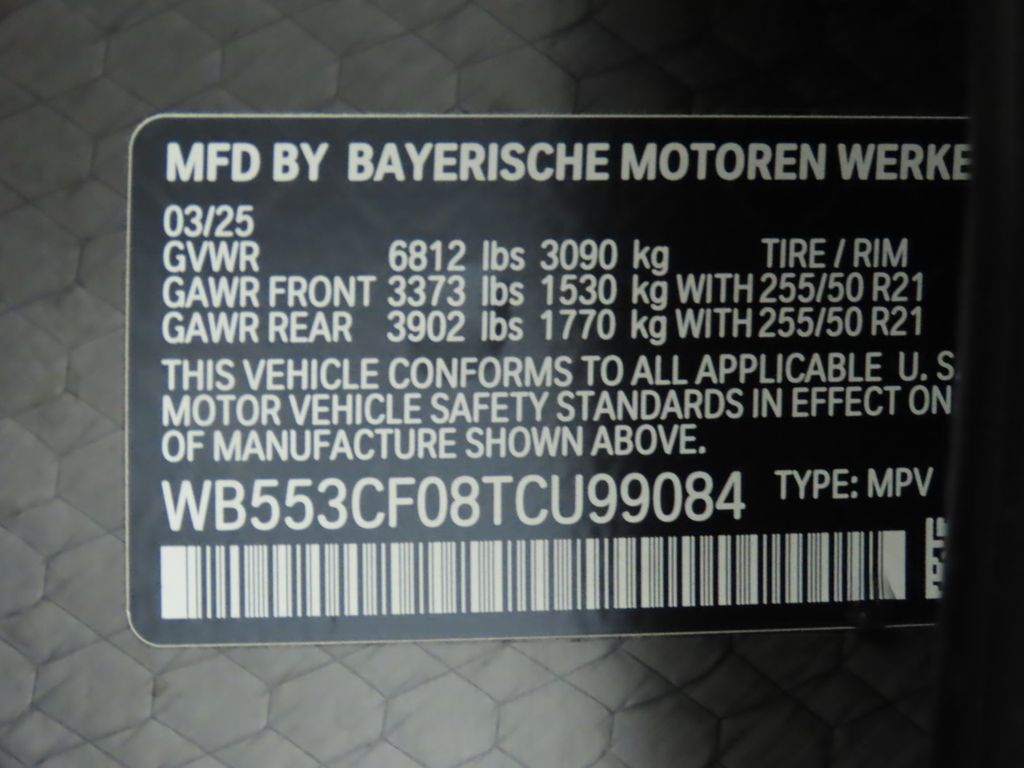 MFD BY BAYERISCHE MOTOREN WERKE
03/25
GVWR 6812 lbs 3090 kg TIRE / RIM
GAWR FRONT 3373 lbs 1530 kg WITH 255/50 R21
GAWR REAR 3902 lbs 1770 kg WITH 255/50 R21
THIS VEHICLE CONFORMS TO ALL APPLICABLE U. S.
MOTOR VEHICLE SAFETY STANDARDS IN EFFECT ON
OF MANUFACTURE SHOWN ABOVE.
WB553CF08TCU99084 TYPE: MPV